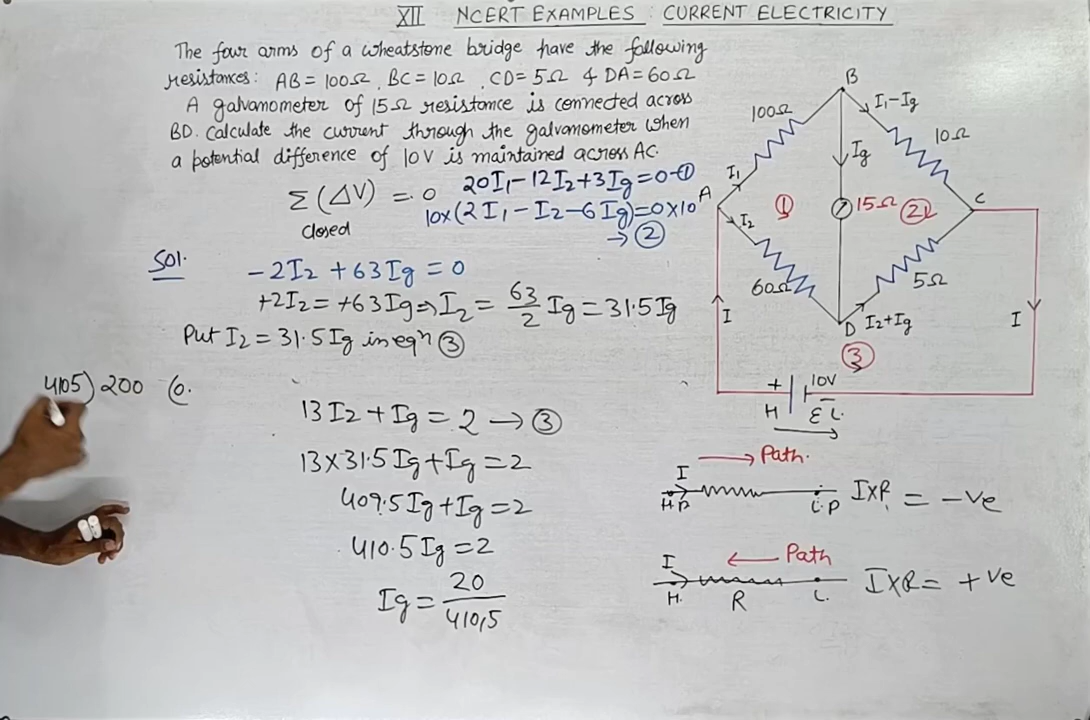 XII NCERT EXAMPLES : CURRENT ELECTRICITY
The four arms of a wheatstone bridge have the following
resistances: AB = 100Ω, BC = 10Ω, CD = 5Ω & DA = 60Ω
A galvanometer of 15Ω resistance is connected across
BD. Calculate the current through the galvanometer when
a potential difference of 10V is maintained across AC.
Σ(ΔV) = 0
closed
20I1 - 12I2 + 3Ig = 0 - ①
10×(2I1 - I2 - 6Ig) = 0×10
→ ②
Sol.
-2I2 + 63Ig = 0
+2I2 = +63Ig ⇒ I2 = 63/2 Ig = 31.5Ig
Put I2 = 31.5Ig in eqn ③
4105) 200 (0.
13I2 + Ig = 2 → ③
13×31.5Ig + Ig = 2
409.5Ig + Ig = 2
410.5Ig = 2
Ig = 20/410,5
B
100Ω
I1-Ig
10Ω
Ig
I1
A
①
15Ω
②
C
I2
60Ω
5Ω
D
I2+Ig
I
I
③
+
10V
-
H
ε
L.
→ Path.
I
H.P
L.P
I×R = -ve
← Path
I
H.
R
L.
I×R = +ve